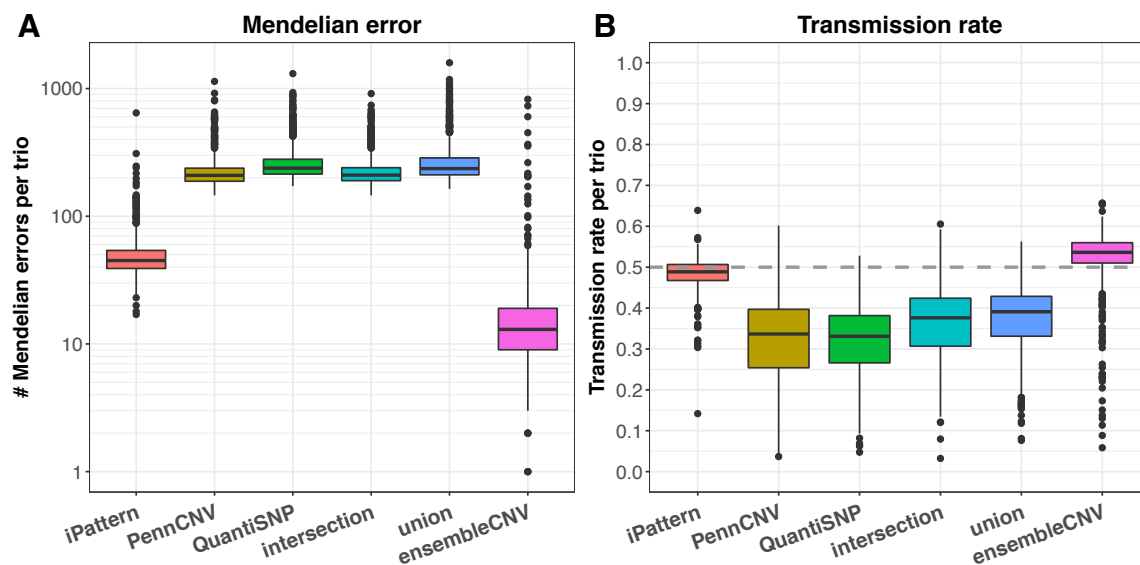 A
Mendelian error
# Mendelian errors per trio
1000
100
10
1
iPattern
PennCNV
QuantiSNP
intersection
union
ensembleCNV
B
Transmission rate
Transmission rate per trio
1.0
0.9
0.8
0.7
0.6
0.5
0.4
0.3
0.2
0.1
0.0
iPattern
PennCNV
QuantiSNP
intersection
union
ensembleCNV